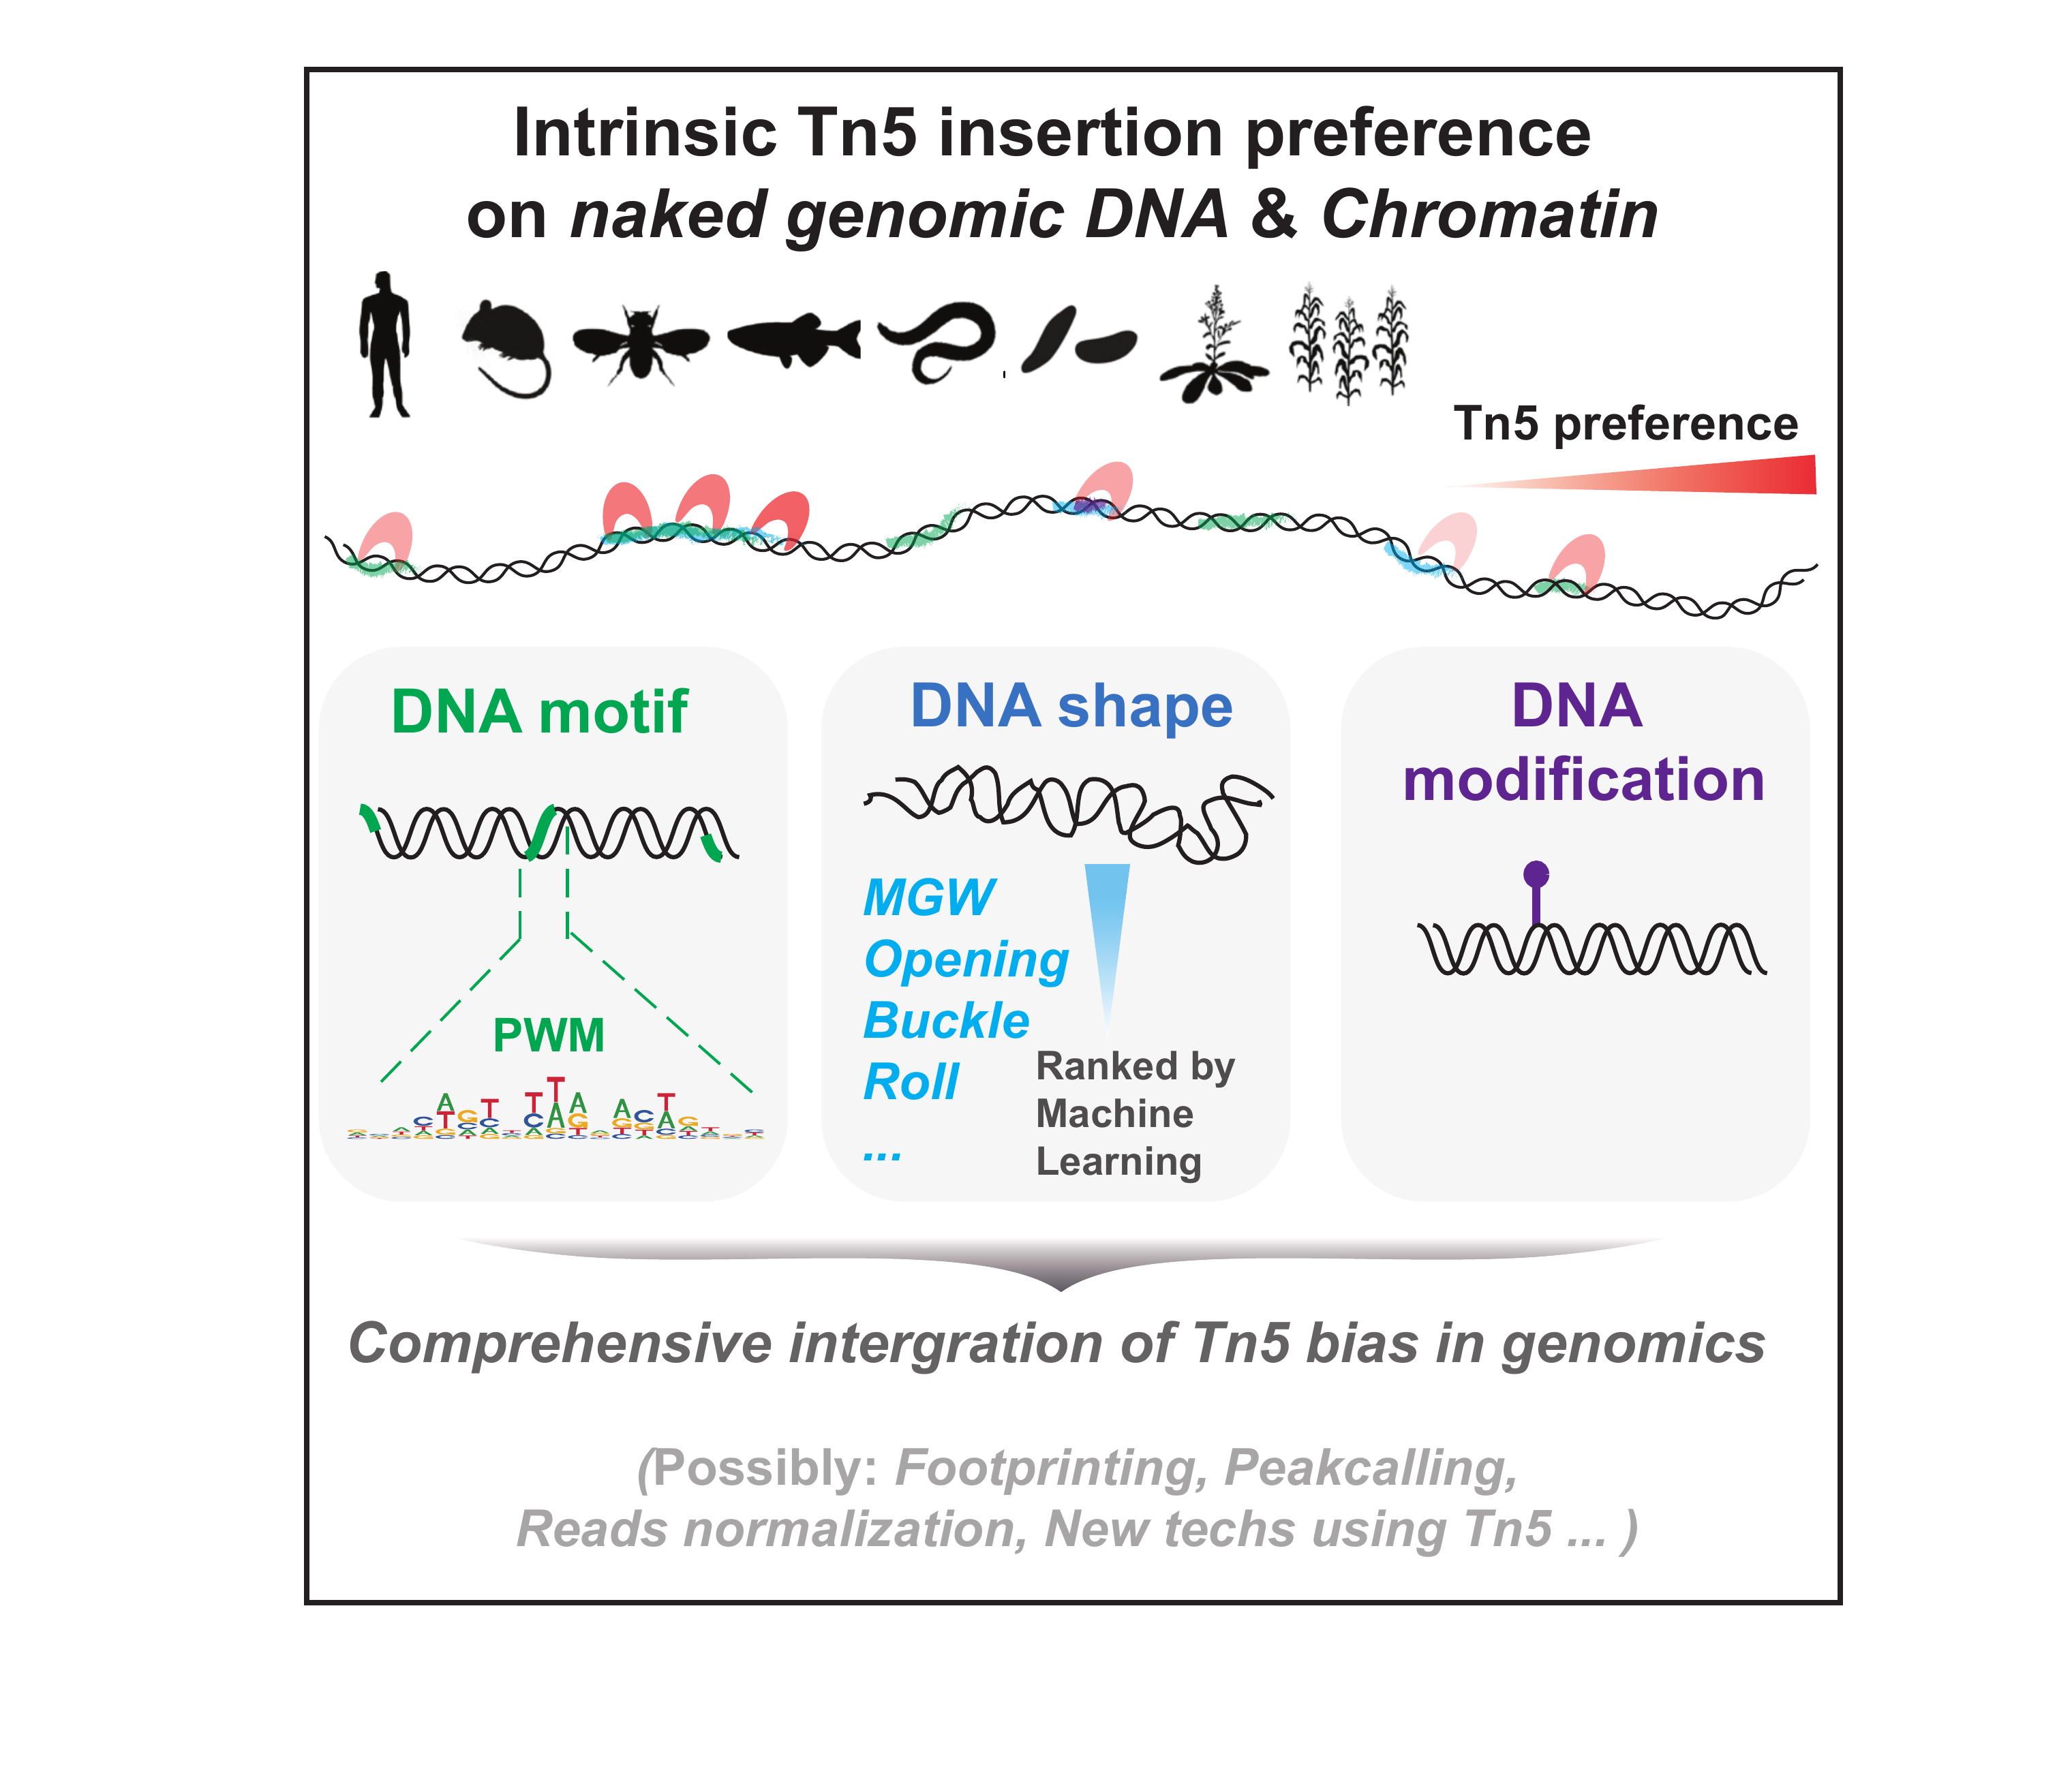 Intrinsic Tn5 insertion preference
on naked genomic DNA & Chromatin
Tn5 preference
DNA motif
PWM
DNA shape
MGW
Opening
Buckle
Roll
...
Ranked by
Machine
Learning
DNA
modification
Comprehensive intergration of Tn5 bias in genomics
(Possibly: Footprinting, Peakcalling,
Reads normalization, New techs using Tn5 ... )